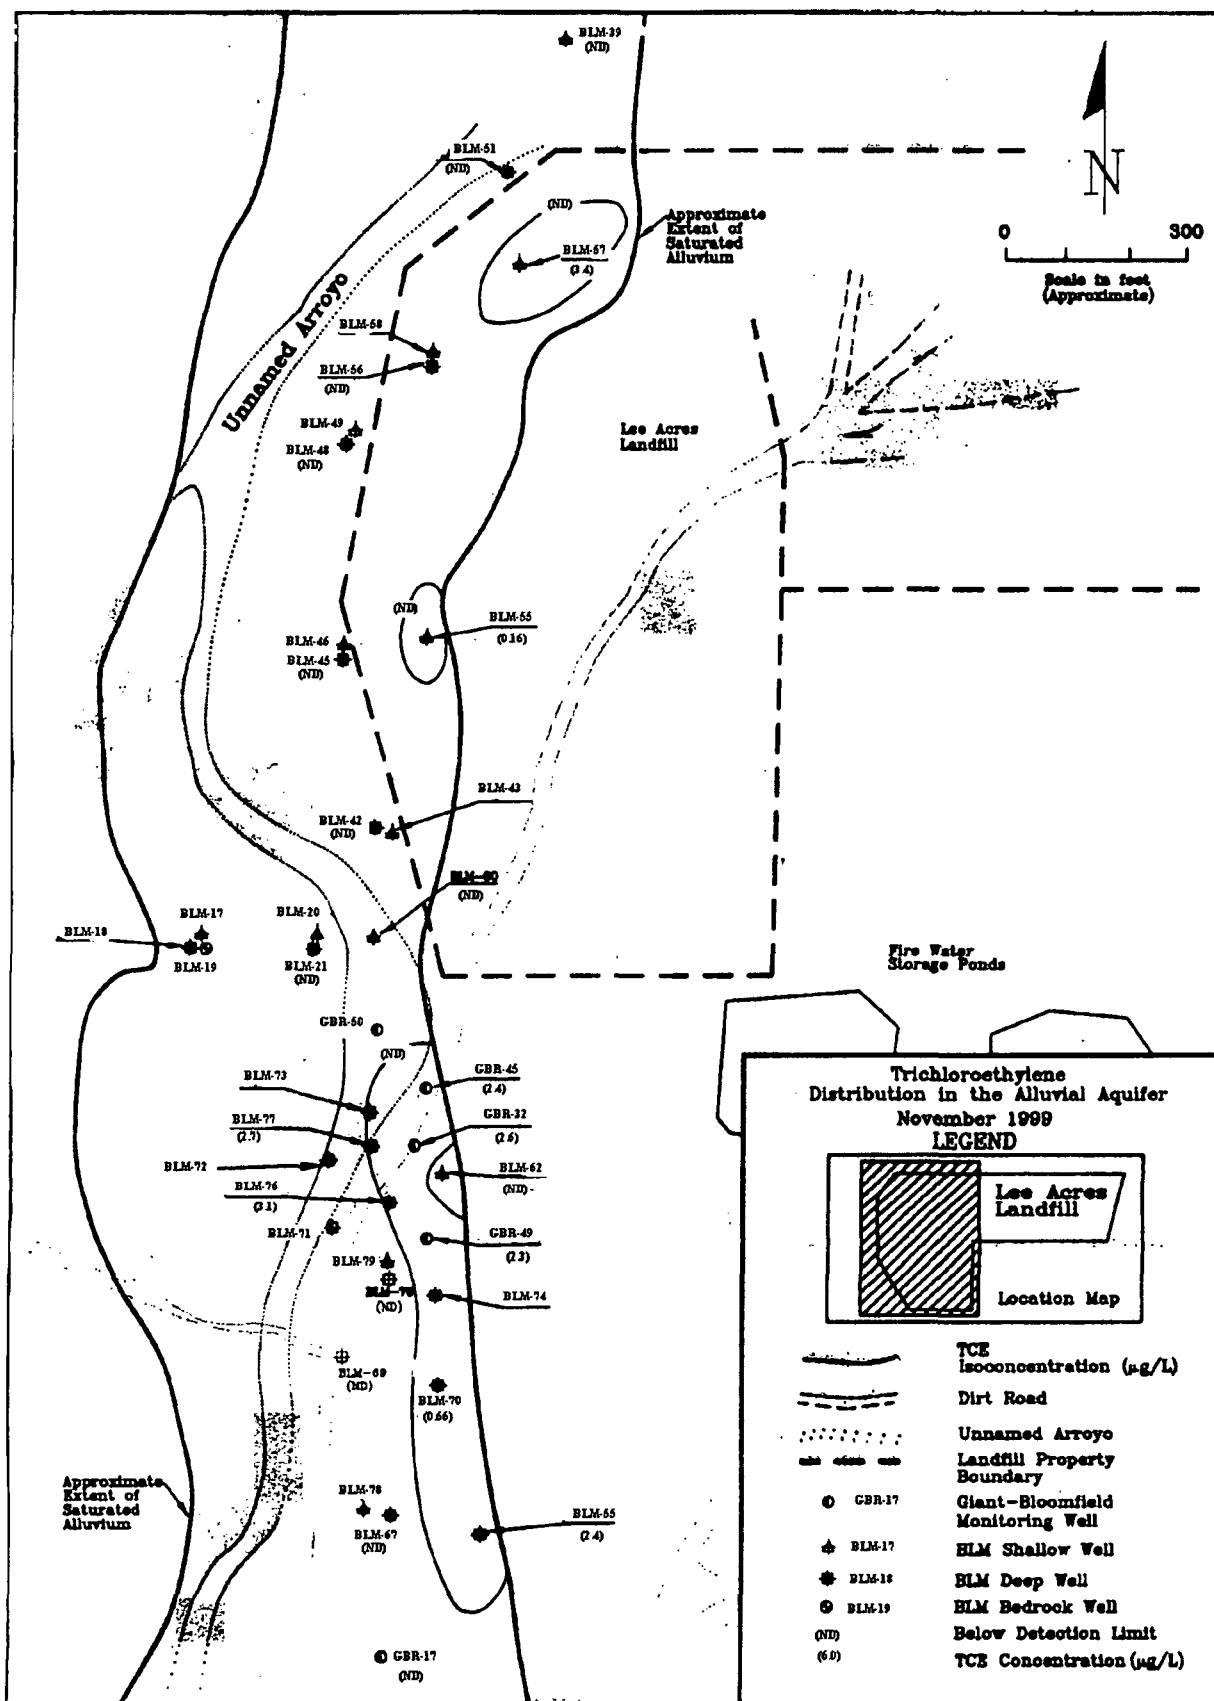 BLM-39
(ND)
BLM-51
(ND)
N
(ND)
Approximate
Extent of
Saturated
Alluvium
0 300
Scale in feet
(Approximate)
BLM-57
(3.4)
Unnamed Arroyo
BLM-58
BLM-56
(ND)
BLM-49
BLM-48
(ND)
Lee Acres
Landfill
(ND)
BLM-55
(0.36)
BLM-46
BLM-45
(ND)
BLM-43
BLM-42
(ND)
(ND)
BLM-17
BLM-20
BLM-18
BLM-19
BLM-21
(ND)
Fire Water
Storage Ponds
GBR-50
(ND)
BLM-73
GBR-45
(2.4)
BLM-77
(2.7)
GBR-32
(2.6)
BLM-72
BLM-62
(ND)
BLM-76
(3.1)
BLM-71
GBR-49
(2.3)
BLM-79
(ND)
BLM-74
BLM-69
(ND)
BLM-70
(0.66)
Approximate
Extent of
Saturated
Alluvium
BLM-78
BLM-67
(ND)
BLM-65
(2.4)
GBR-17
(ND)
Trichloroethylene
Distribution in the Alluvial Aquifer
November 1999
LEGEND
Lee Acres
Landfill
Location Map
TCE
Isoconcentration (µg/L)
Dirt Road
Unnamed Arroyo
Landfill Property
Boundary
GBR-17 Giant-Bloomfield
Monitoring Well
BLM-17 BLM Shallow Well
BLM-18 BLM Deep Well
BLM-19 BLM Bedrock Well
(ND) Below Detection Limit
(6.0) TCE Concentration (µg/L)